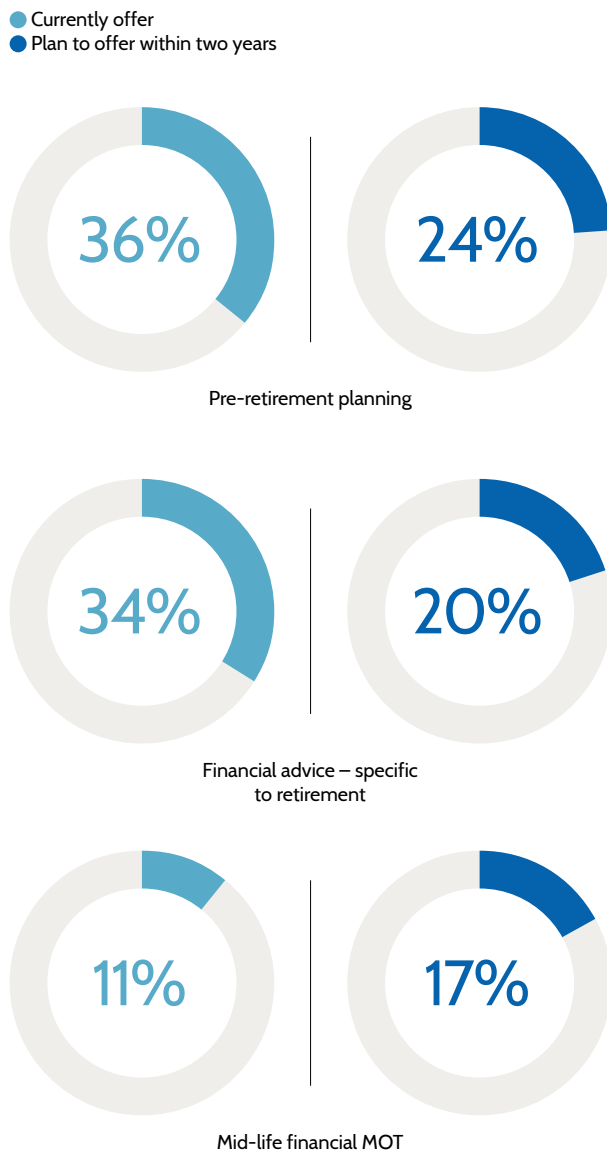 Currently offer
Plan to offer within two years
36%
24%
Pre-retirement planning
34%
20%
Financial advice – specific
to retirement
11%
17%
Mid-life financial MOT